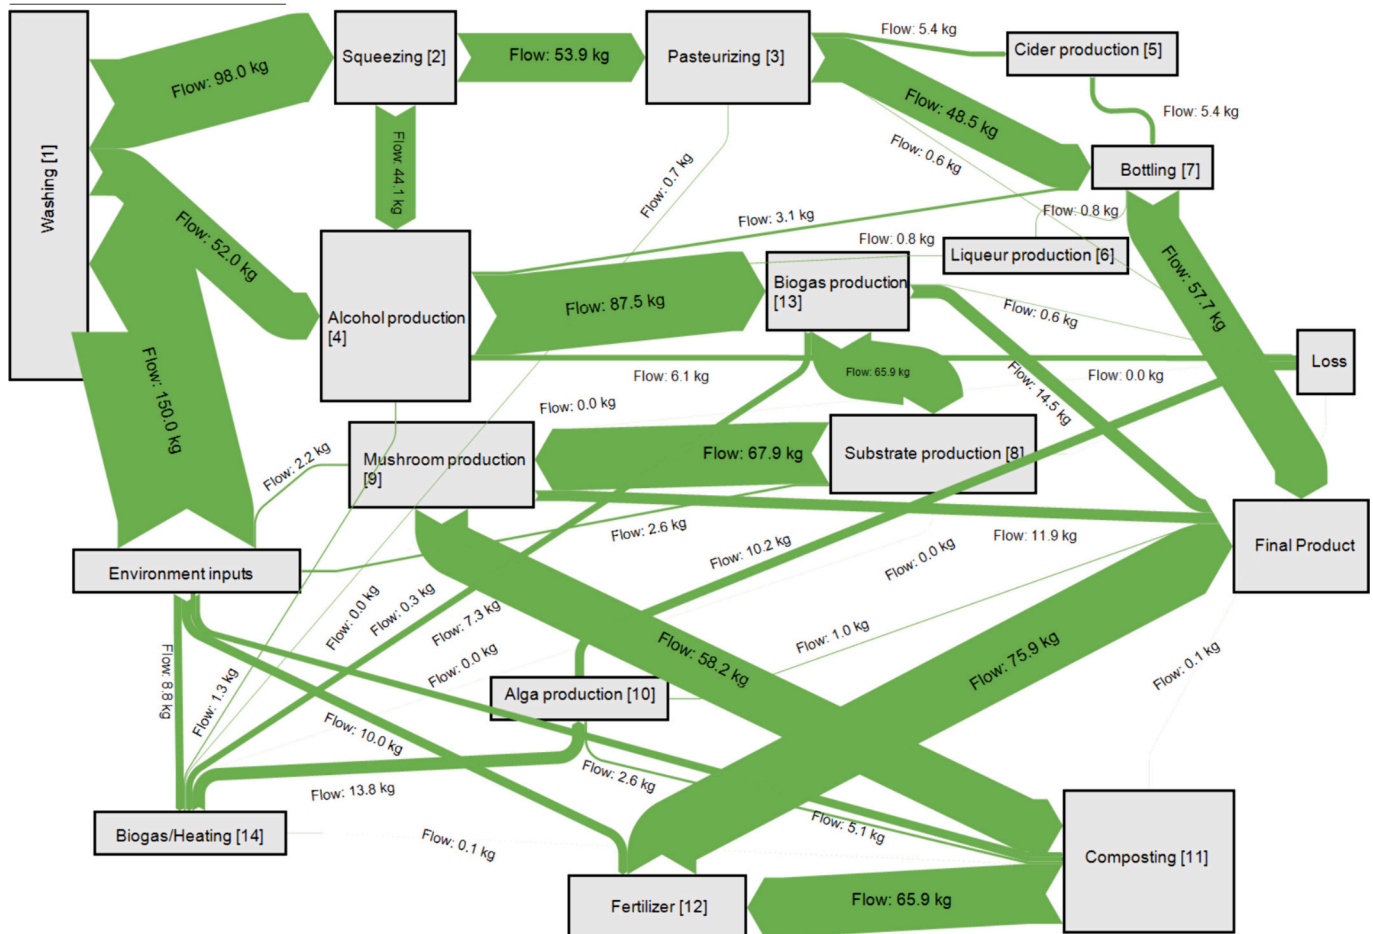 Flow: 5.4 kg
Squeezing [2]
Flow: 53.9 kg
Pasteurizing [3]
Cider production [5]
Flow: 98.0 kg
Flow: 48.5 kg
Flow: 5.4 kg
Washing [1]
Flow: 44.1 kg
Flow: 0.7 kg
Flow: 0.6 kg
Bottling [7]
Flow: 52.0 kg
Flow: 3.1 kg
Flow: 0.8 kg
Flow: 0.8 kg
Liqueur production [6]
Flow: 57.7 kg
Alcohol production
[4]
Flow: 87.5 kg
Biogas production
[13]
Flow: 0.6 kg
Loss
Flow: 150.0 kg
Flow: 6.1 kg
Flow: 65.9 kg
Flow: 14.5 kg
Flow: 0.0 kg
Flow: 0.0 kg
Flow: 2.2 kg
Mushroom production
[9]
Flow: 67.9 kg
Substrate production [8]
Flow: 2.6 kg
Flow: 10.2 kg
Flow: 11.9 kg
Final Product
Environment inputs
Flow: 0.0 kg
Flow: 0.3 kg
Flow: 7.3 kg
Flow: 0.0 kg
Flow: 0.0 kg
Flow: 1.0 kg
Flow: 58.2 kg
Flow: 75.9 kg
Flow: 0.1 kg
Flow: 8.8 kg
Flow: 1.3 kg
Alga production [10]
Flow: 10.0 kg
Flow: 13.8 kg
Flow: 2.6 kg
Flow: 5.1 kg
Biogas/Heating [14]
Flow: 0.1 kg
Composting [11]
Fertilizer [12]
Flow: 65.9 kg